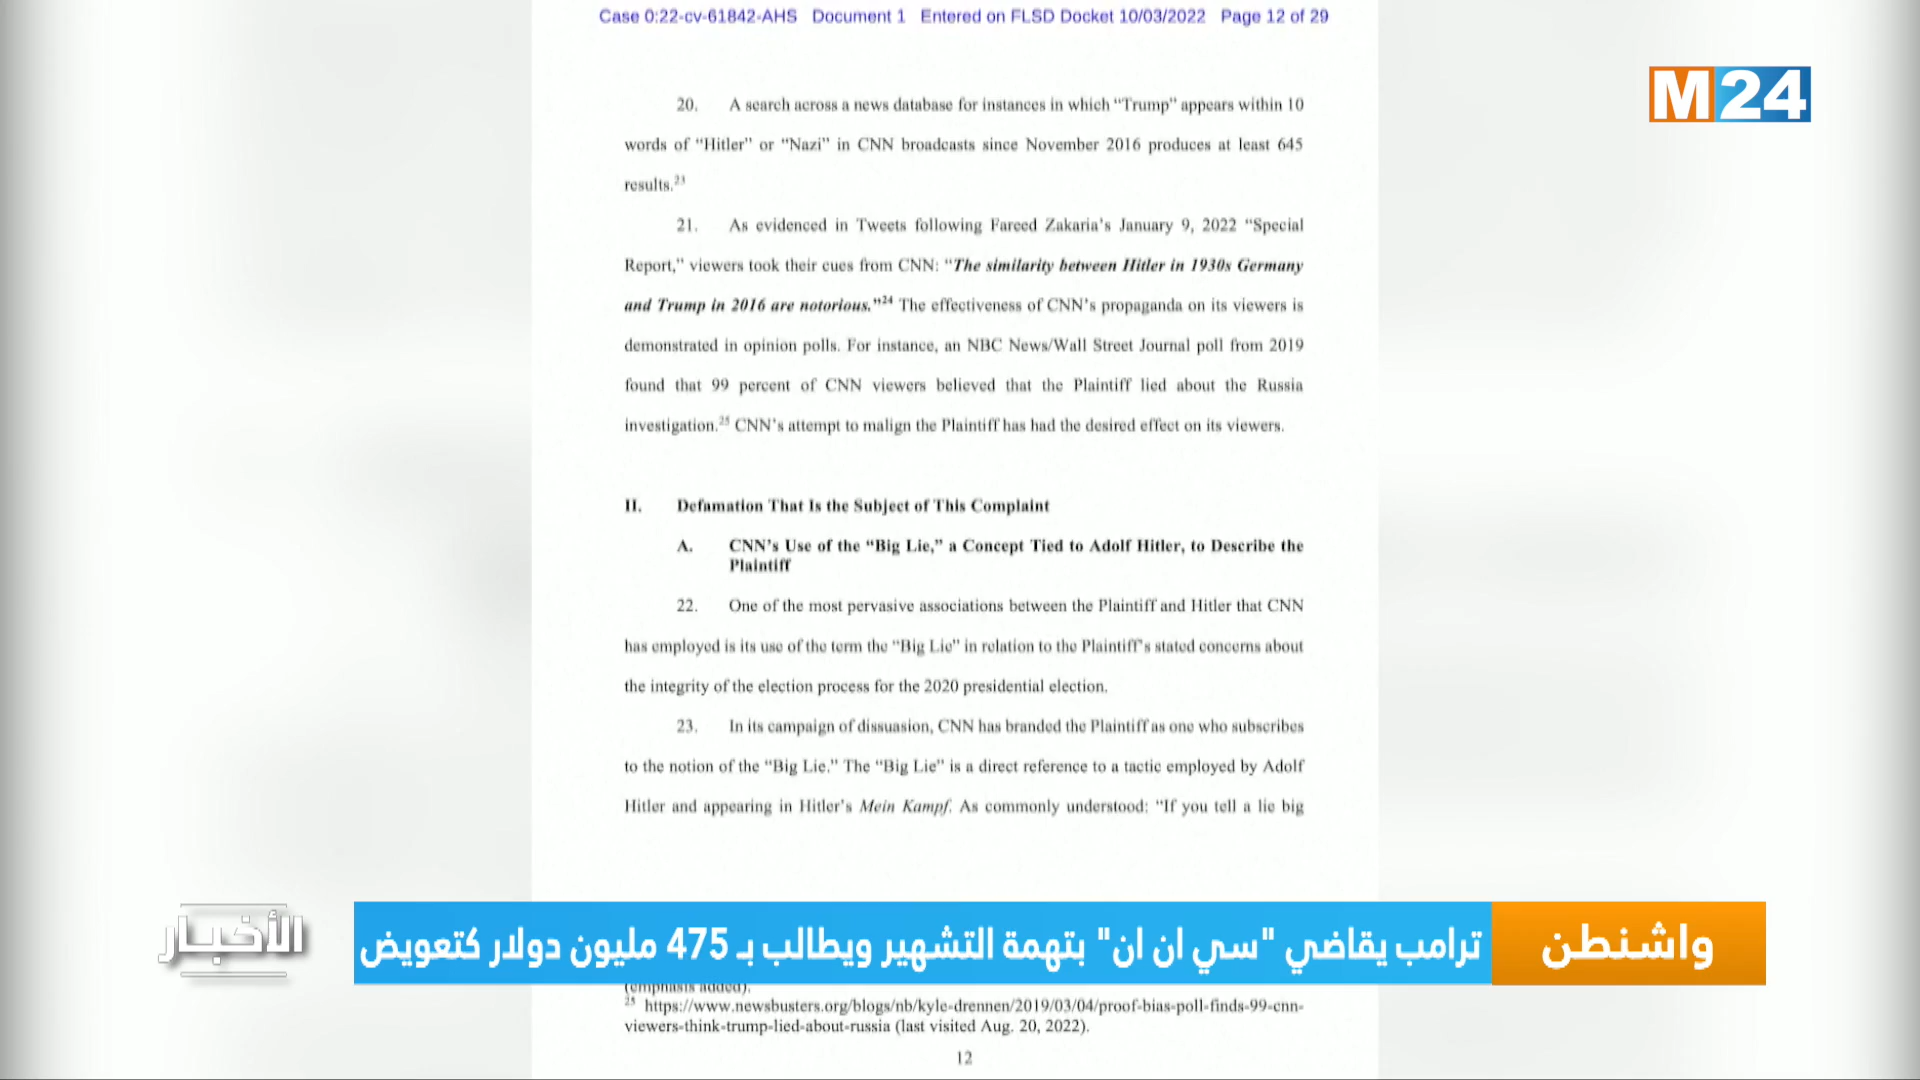 Case 0:22-cv-61842-AHS Document 1 Entered on FLSD Docket 10/03/2022 Page 12 of 29
M24
20. A search across a news database for instances in which “Trump” appears within 10
words of “Hitler” or “Nazi” in CNN broadcasts since November 2016 produces at least 645
results.23
21. As evidenced in Tweets following Fareed Zakaria’s January 9, 2022 “Special
Report,” viewers took their cues from CNN: “The similarity between Hitler in 1930s Germany
and Trump in 2016 are notorious.”24 The effectiveness of CNN’s propaganda on its viewers is
demonstrated in opinion polls. For instance, an NBC News/Wall Street Journal poll from 2019
found that 99 percent of CNN viewers believed that the Plaintiff lied about the Russia
investigation.25 CNN’s attempt to malign the Plaintiff has had the desired effect on its viewers.
II. Defamation That Is the Subject of This Complaint
A. CNN’s Use of the “Big Lie,” a Concept Tied to Adolf Hitler, to Describe the
Plaintiff
22. One of the most pervasive associations between the Plaintiff and Hitler that CNN
has employed is its use of the term the “Big Lie” in relation to the Plaintiff’s stated concerns about
the integrity of the election process for the 2020 presidential election.
23. In its campaign of dissuasion, CNN has branded the Plaintiff as one who subscribes
to the notion of the “Big Lie.” The “Big Lie” is a direct reference to a tactic employed by Adolf
Hitler and appearing in Hitler’s Mein Kampf. As commonly understood: “If you tell a lie big
واشنطن
ترامب يقاضي "سي ان ان" بتهمة التشهير ويطالب بـ 475 مليون دولار كتعويض
الأخبار
(emphasis added).
25 https://www.newsbusters.org/blogs/nb/kyle-drennen/2019/03/04/proof-bias-poll-finds-99-cnn-
viewers-think-trump-lied-about-russia (last visited Aug. 20, 2022).
12